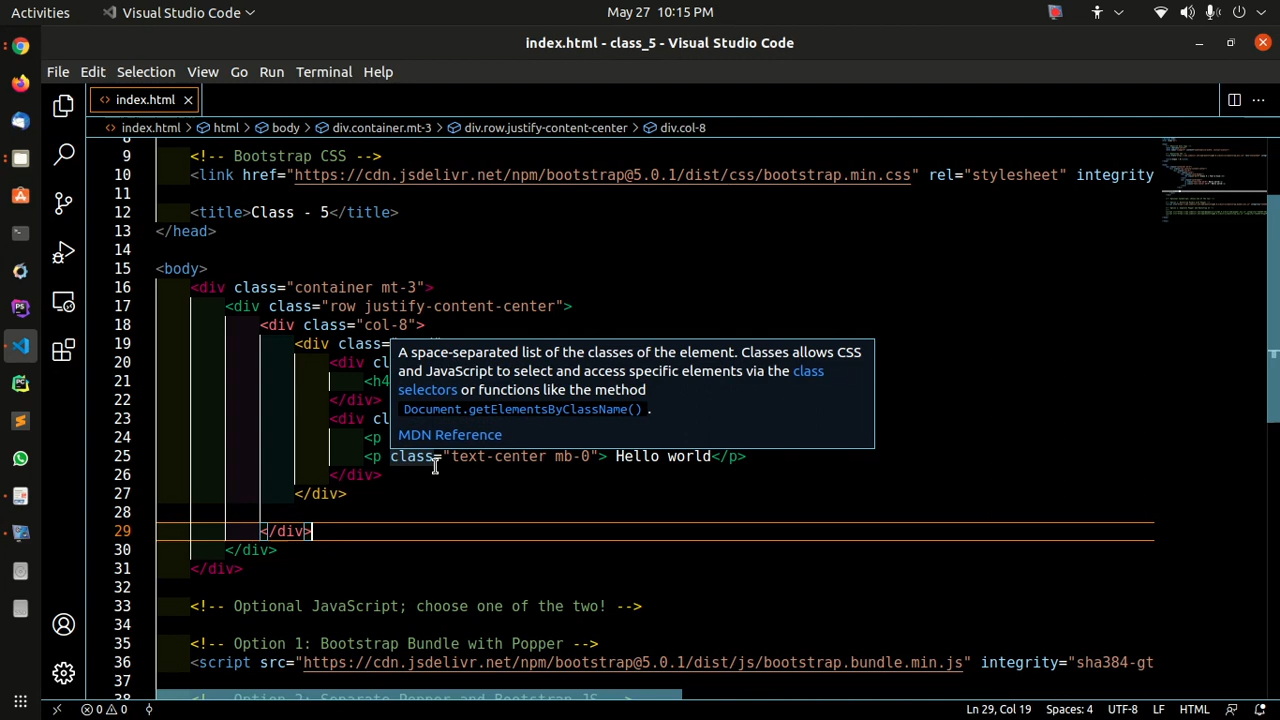 Activities
Visual Studio Code
May 27 10:15 PM
index.html - class_5 - Visual Studio Code
File Edit Selection View Go Run Terminal Help
index.html
index.html html body div.container.mt-3 div.row.justify-content-center div.col-8
9 <!-- Bootstrap CSS -->
10 <link href="https://cdn.jsdelivr.net/npm/bootstrap@5.0.1/dist/css/bootstrap.min.css" rel="stylesheet" integrity
11
12 <title>Class - 5</title>
13 </head>
14
15 <body>
16 <div class="container mt-3">
17 <div class="row justify-content-center">
18 <div class="col-8">
19 <div class=
20 <div cl
21 <h4
22 </div>
23 <div cl
24 <p
25 <p class="text-center mb-0"> Hello world</p>
26 </div>
27 </div>
28
29 </div>
30 </div>
31 </div>
32
33 <!-- Optional JavaScript; choose one of the two! -->
34
35 <!-- Option 1: Bootstrap Bundle with Popper -->
36 <script src="https://cdn.jsdelivr.net/npm/bootstrap@5.0.1/dist/js/bootstrap.bundle.min.js" integrity="sha384-gt
37
38 <!-- Option 2: Separate Popper and Bootstrap JS -->
A space-separated list of the classes of the element. Classes allows CSS
and JavaScript to select and access specific elements via the class
selectors or functions like the method
Document.getElementsByClassName() .
MDN Reference
0 0 Ln 29, Col 19 Spaces: 4 UTF-8 LF HTML